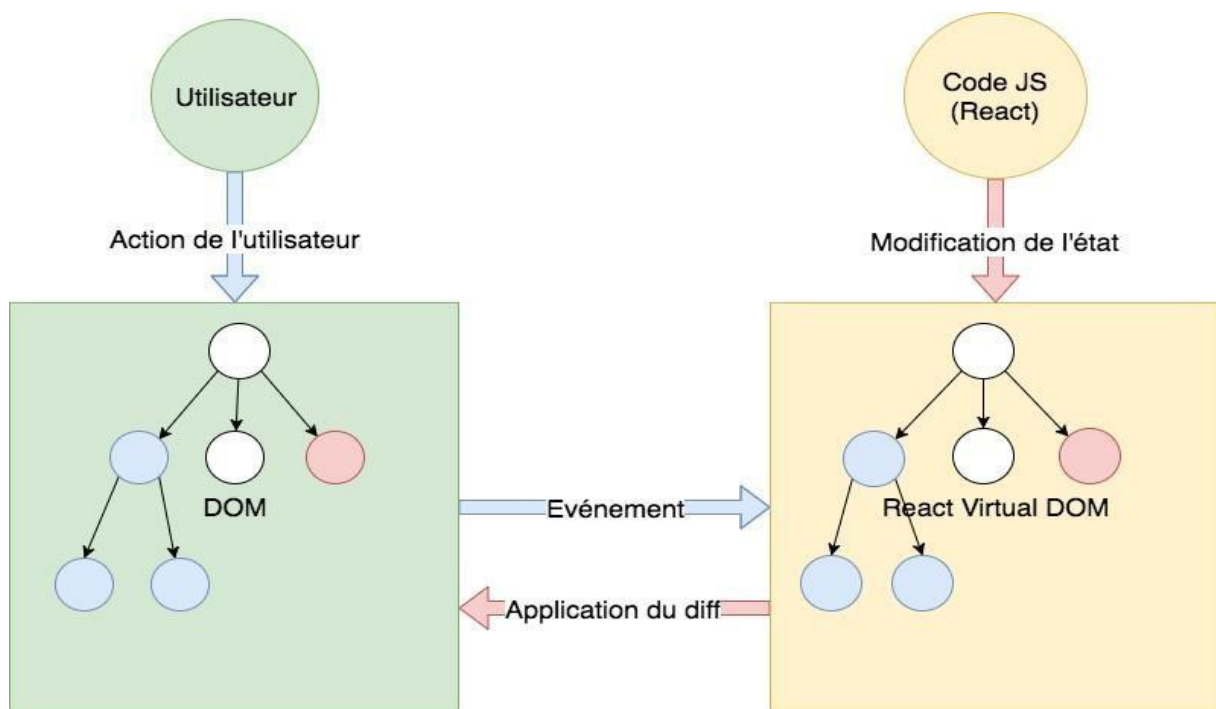 Utilisateur
Code JS
(React)
Action de l'utilisateur
Modification de l'état
DOM
React Virtual DOM
Evénement
Application du diff